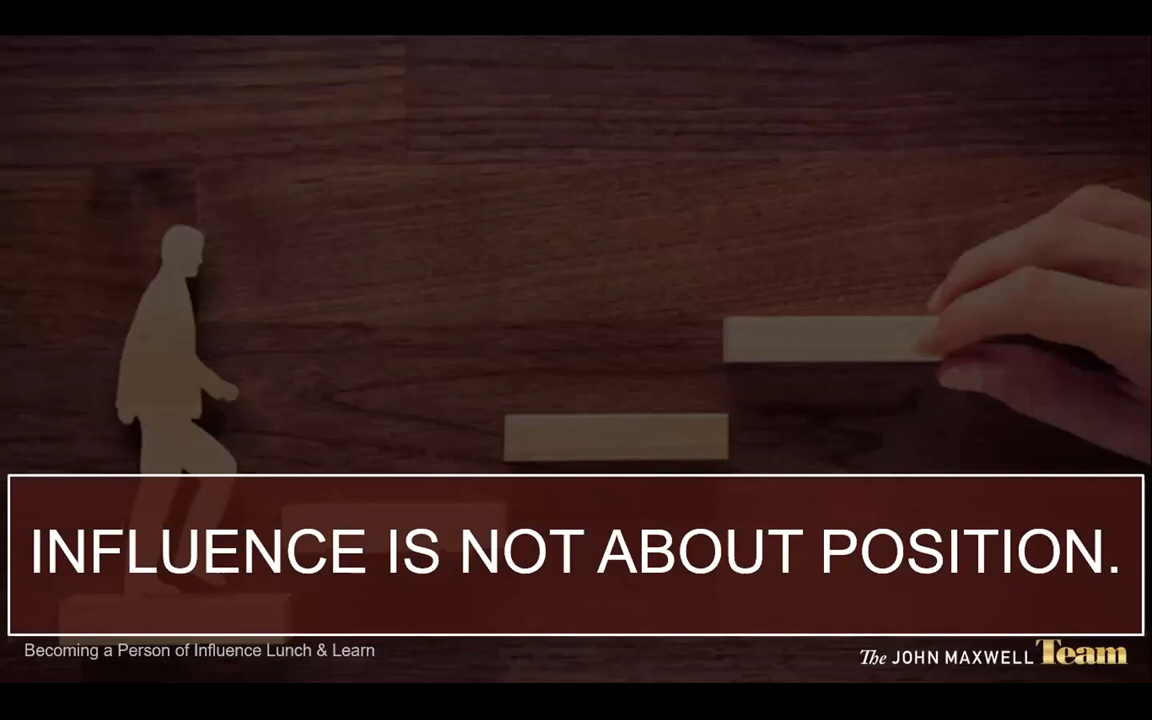 INFLUENCE IS NOT ABOUT POSITION.
Becoming a Person of Influence Lunch & Learn
The JOHN MAXWELL Team